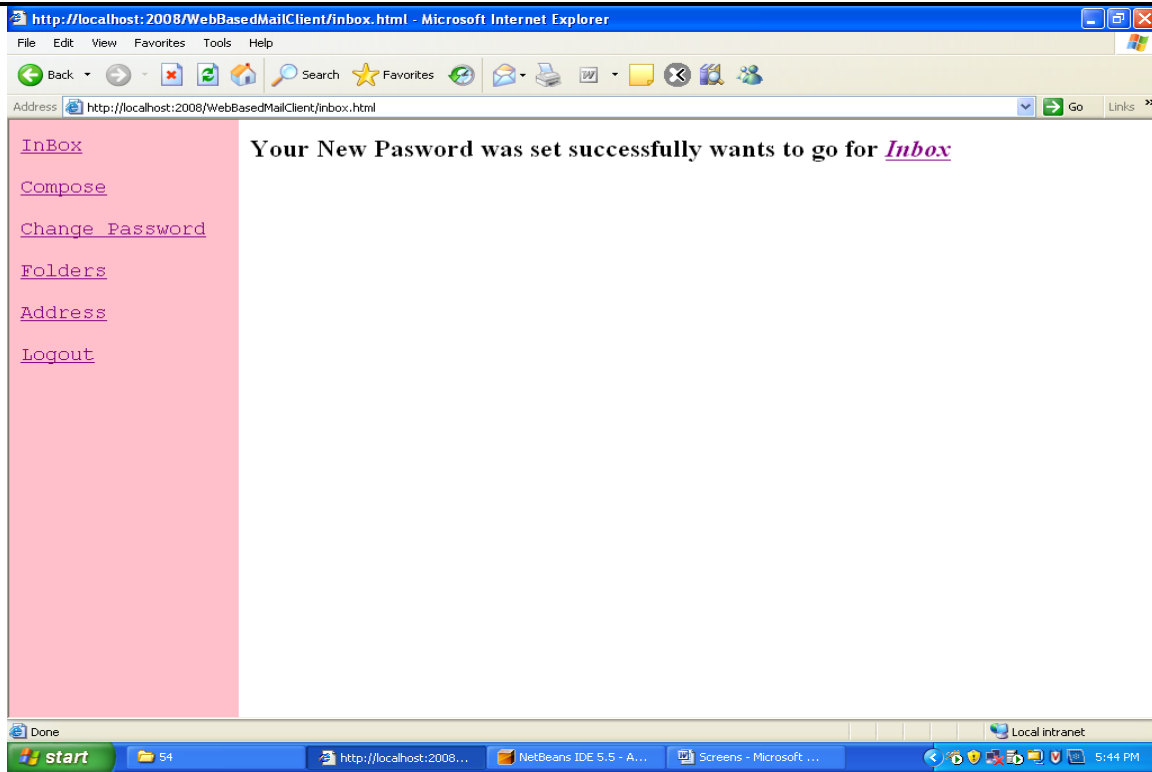 http://localhost:2008/WebBasedMailClient/inbox.html - Microsoft Internet Explorer
File Edit View Favorites Tools Help
Back Search Favorites
Address http://localhost:2008/WebBasedMailClient/inbox.html Go Links »
InBox
Your New Pasword was set successfully wants to go for Inbox
Compose
Change Password
Folders
Address
Logout
Done Local intranet
start 54 http://localhost:2008... NetBeans IDE 5.5 - A... Screens - Microsoft ... 5:44 PM